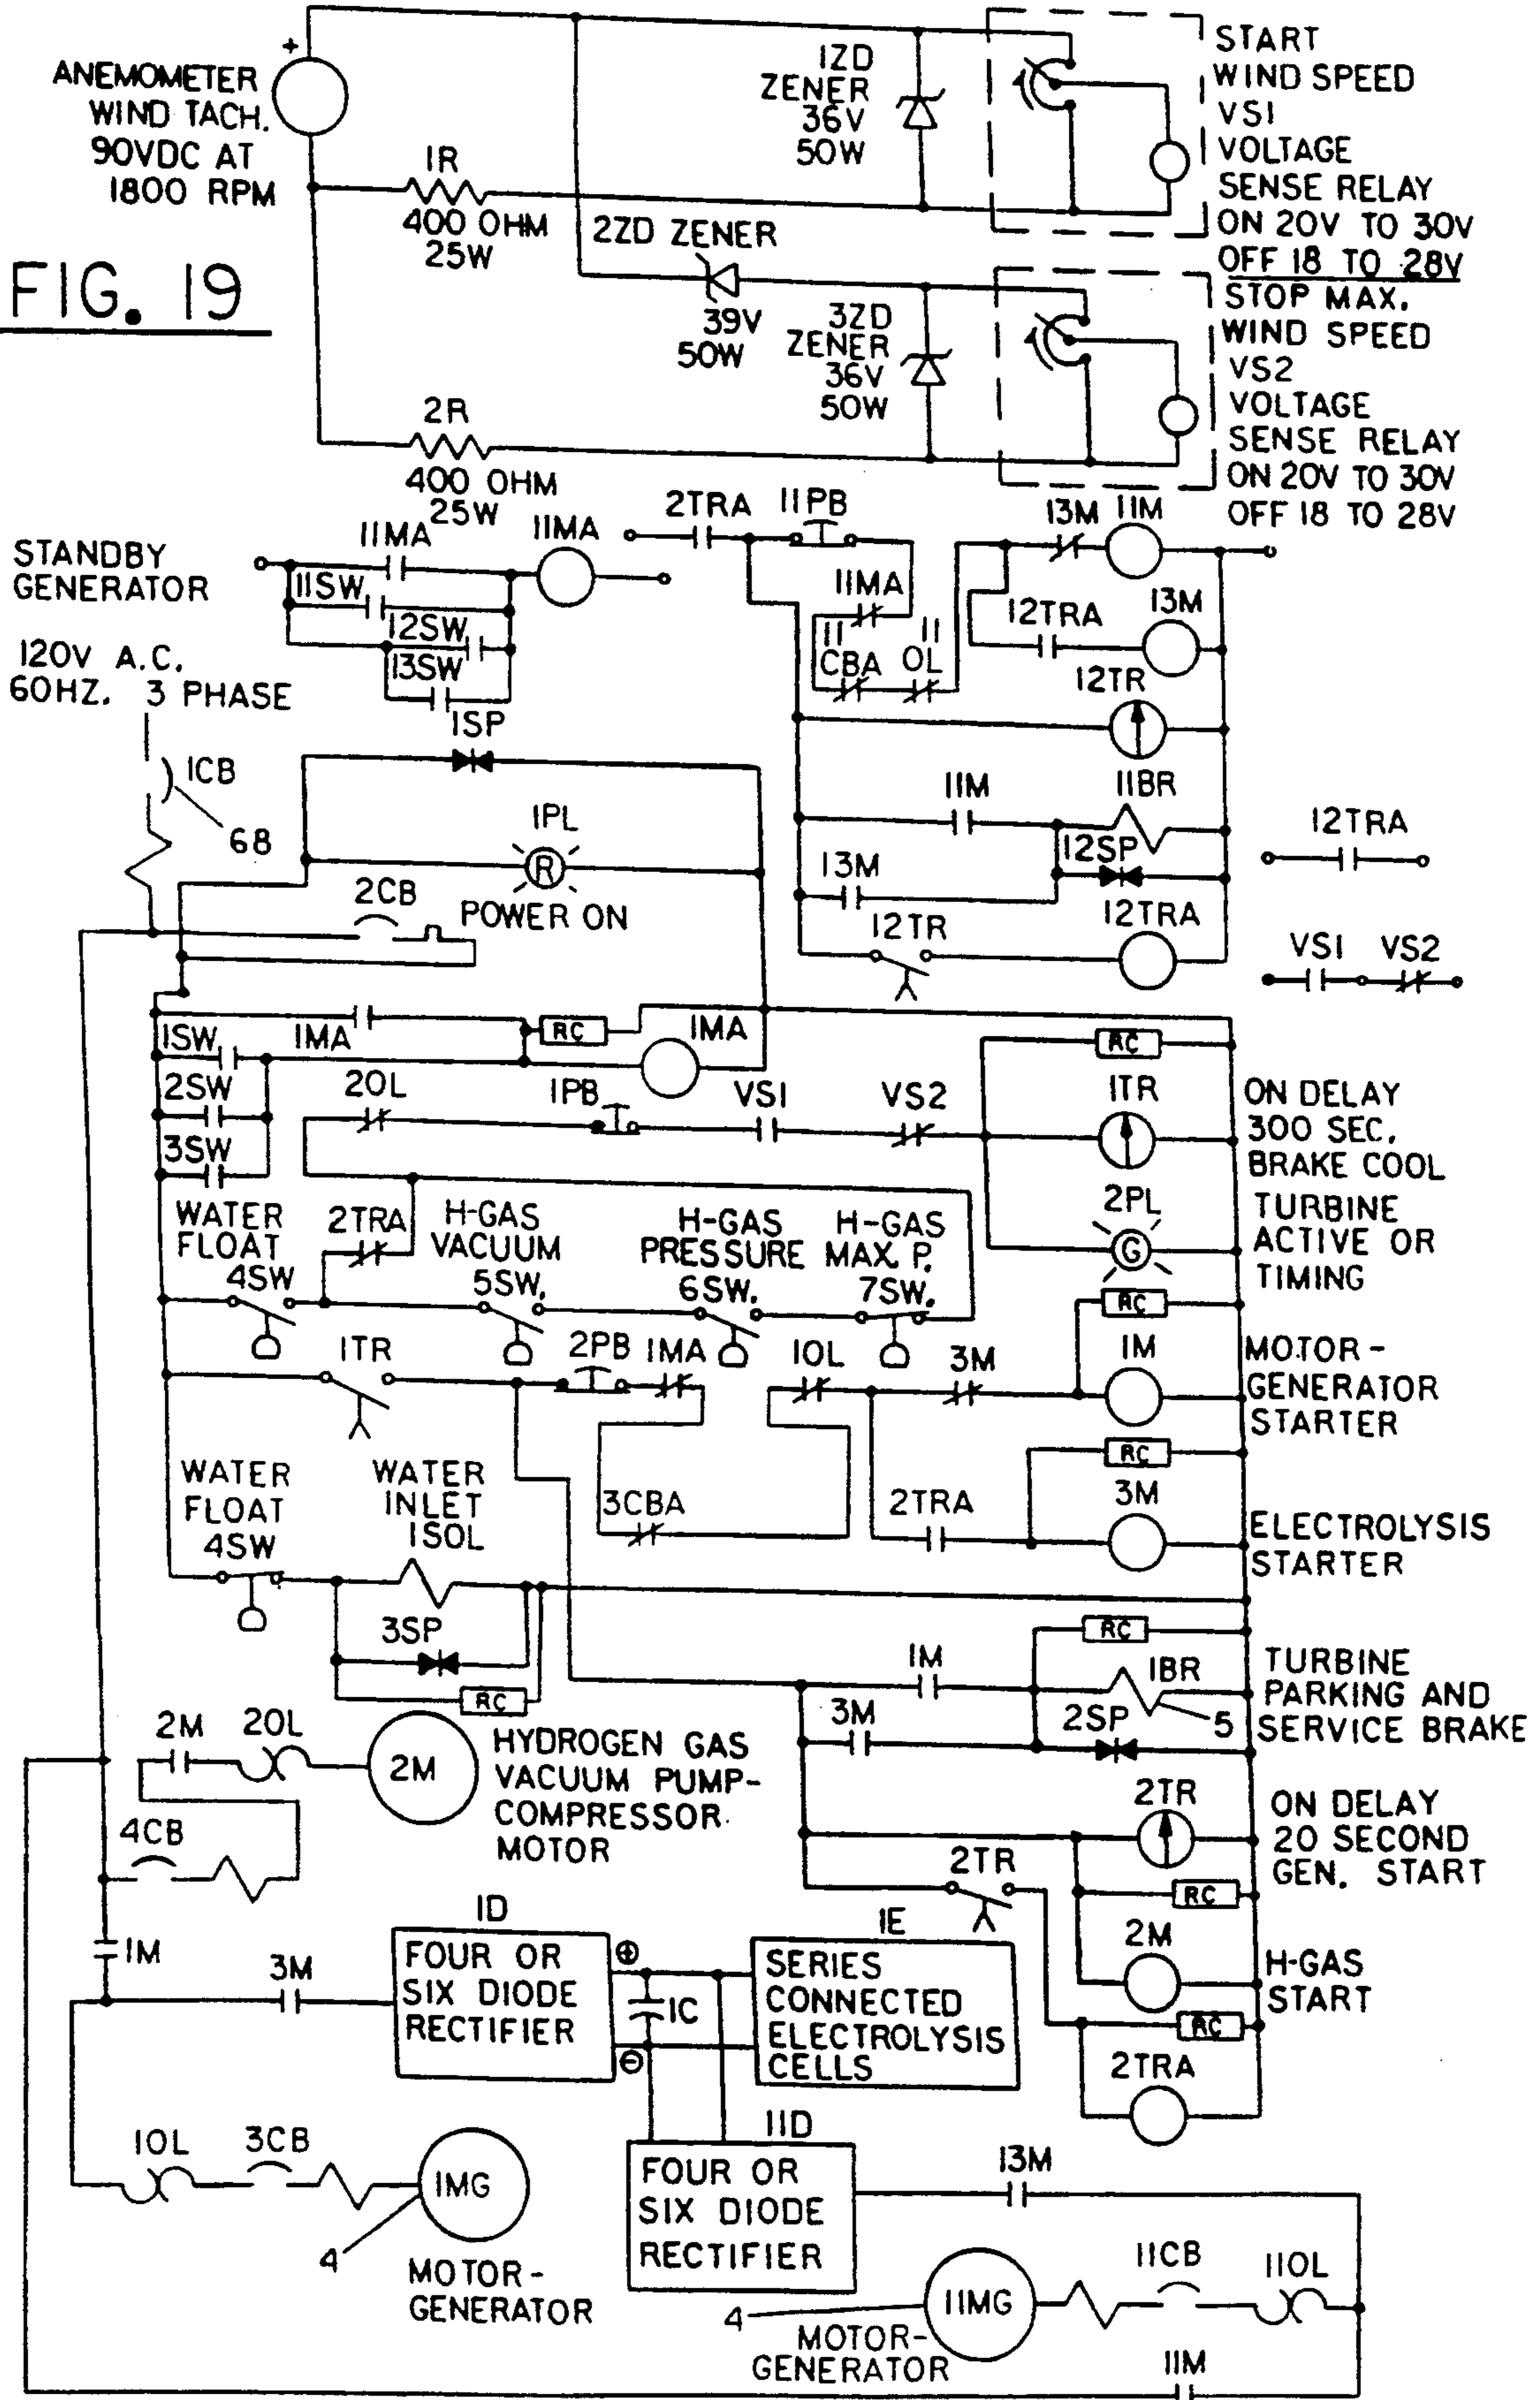 +
ANEMOMETER
WIND TACH.
90VDC AT
1800 RPM
FIG. 19
1R
400 OHM
25W
1ZD
ZENER
36V
50W
START
WIND SPEED
VS1
VOLTAGE
SENSE RELAY
ON 20V TO 30V
OFF 18 TO 28V
2ZD ZENER
39V
50W
3ZD
ZENER
36V
50W
STOP MAX.
WIND SPEED
VS2
VOLTAGE
SENSE RELAY
ON 20V TO 30V
OFF 18 TO 28V
2R
400 OHM
25W
STANDBY
GENERATOR
11MA
11MA
11SW
12SW
13SW
2TRA
11PB
11MA
11
CBA
11
OL
13M
11M
12TRA
13M
12TR
11M
11BR
12SP
13M
12TR
12TRA
12TRA
VS1
VS2
120V A.C.
60HZ. 3 PHASE
1CB
68
1SP
1PL
R
POWER ON
2CB
1SW
1MA
RC
1MA
2SW
3SW
2OL
1PB
VS1
VS2
RC
1TR
ON DELAY
300 SEC.
BRAKE COOL
2PL
G
TURBINE
ACTIVE OR
TIMING
WATER
FLOAT
4SW
2TRA
H-GAS
VACUUM
5SW.
H-GAS
PRESSURE
6SW.
H-GAS
MAX. P.
7SW.
RC
1TR
2PB
1MA
1OL
3M
1M
MOTOR-
GENERATOR
STARTER
RC
3CBA
2TRA
3M
ELECTROLYSIS
STARTER
WATER
FLOAT
4SW
WATER
INLET
1SOL
3SP
RC
RC
1M
1BR
5
TURBINE
PARKING AND
SERVICE BRAKE
3M
2SP
2M
2OL
2M
HYDROGEN GAS
VACUUM PUMP-
COMPRESSOR
MOTOR
4CB
2TR
ON DELAY
20 SECOND
GEN. START
2TR
RC
2M
H-GAS
START
RC
2TRA
1M
3M
1D
FOUR OR
SIX DIODE
RECTIFIER
+
−
1C
1E
SERIES
CONNECTED
ELECTROLYSIS
CELLS
1OL
3CB
1MG
4
MOTOR-
GENERATOR
11D
FOUR OR
SIX DIODE
RECTIFIER
13M
11MG
4
MOTOR-
GENERATOR
11CB
11OL
11M